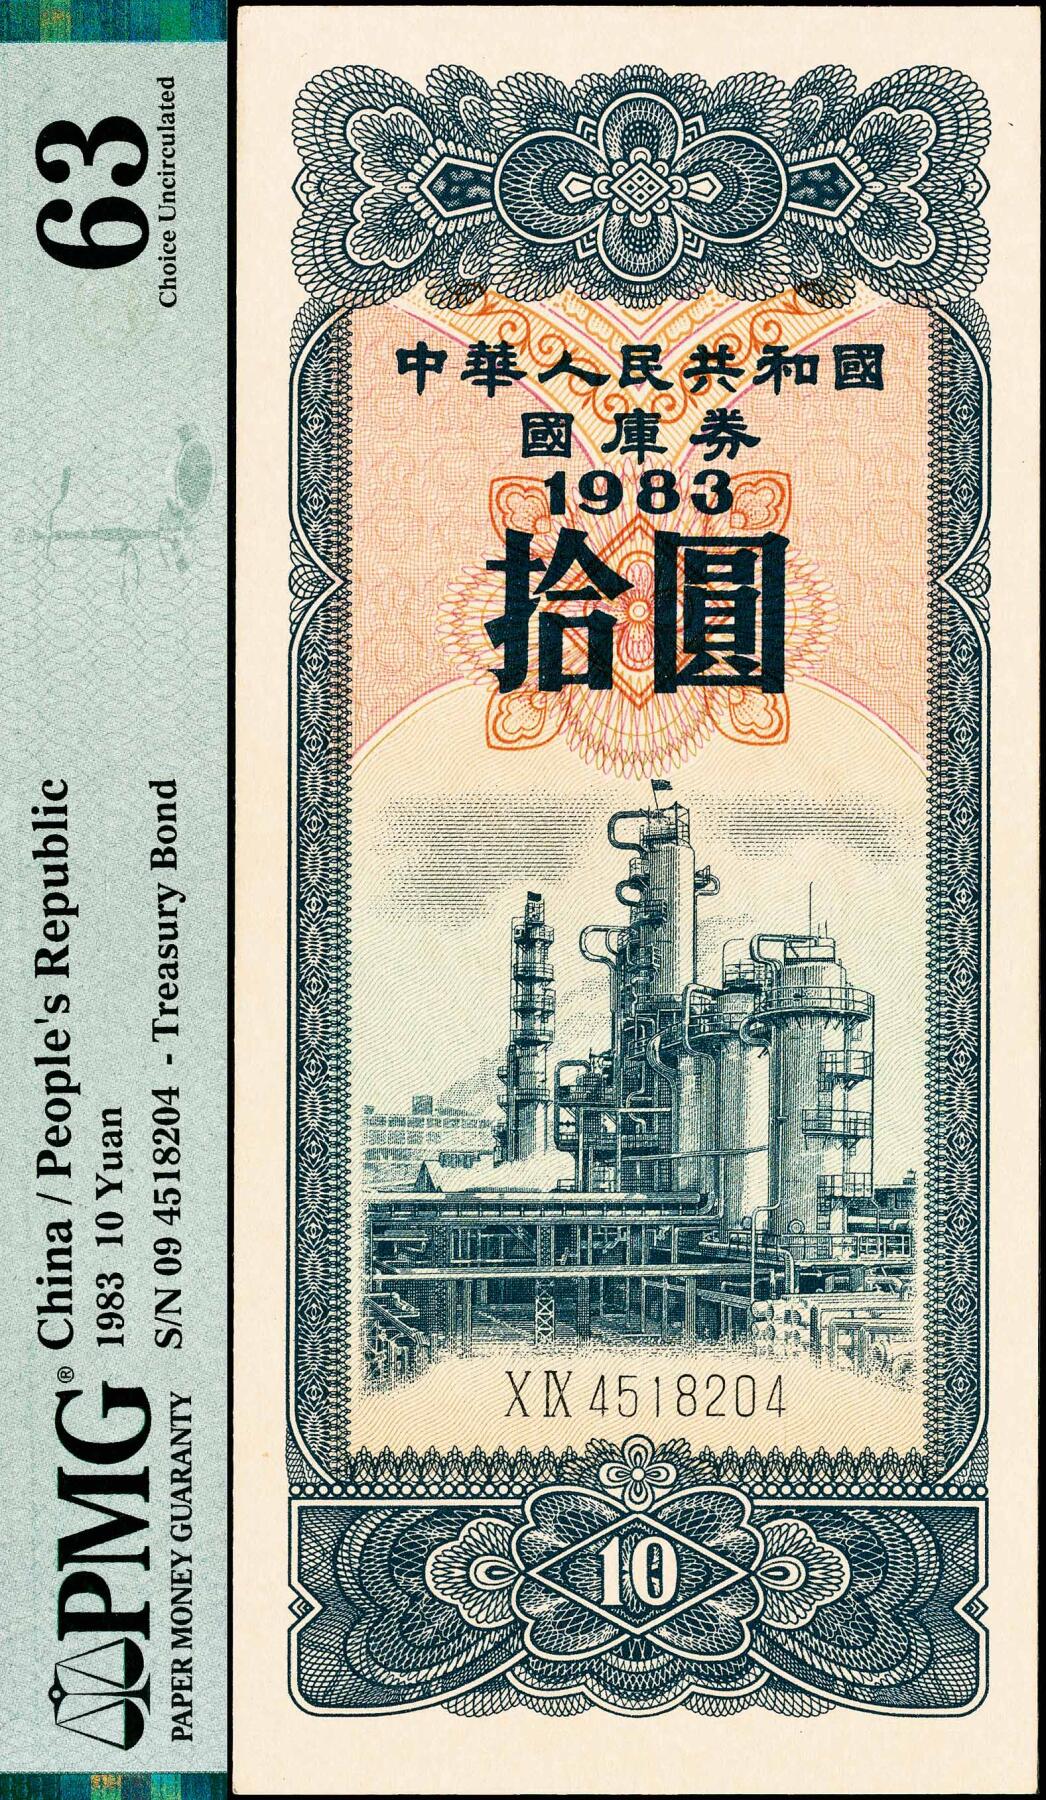 PMG®
PAPER MONEY GUARANTY
China / People's Republic
1983 10 Yuan
S/N 09 4518204 - Treasury Bond
63
Choice Uncirculated
中華人民共和國
國庫券
1983
拾圓
XIX 4518204
10